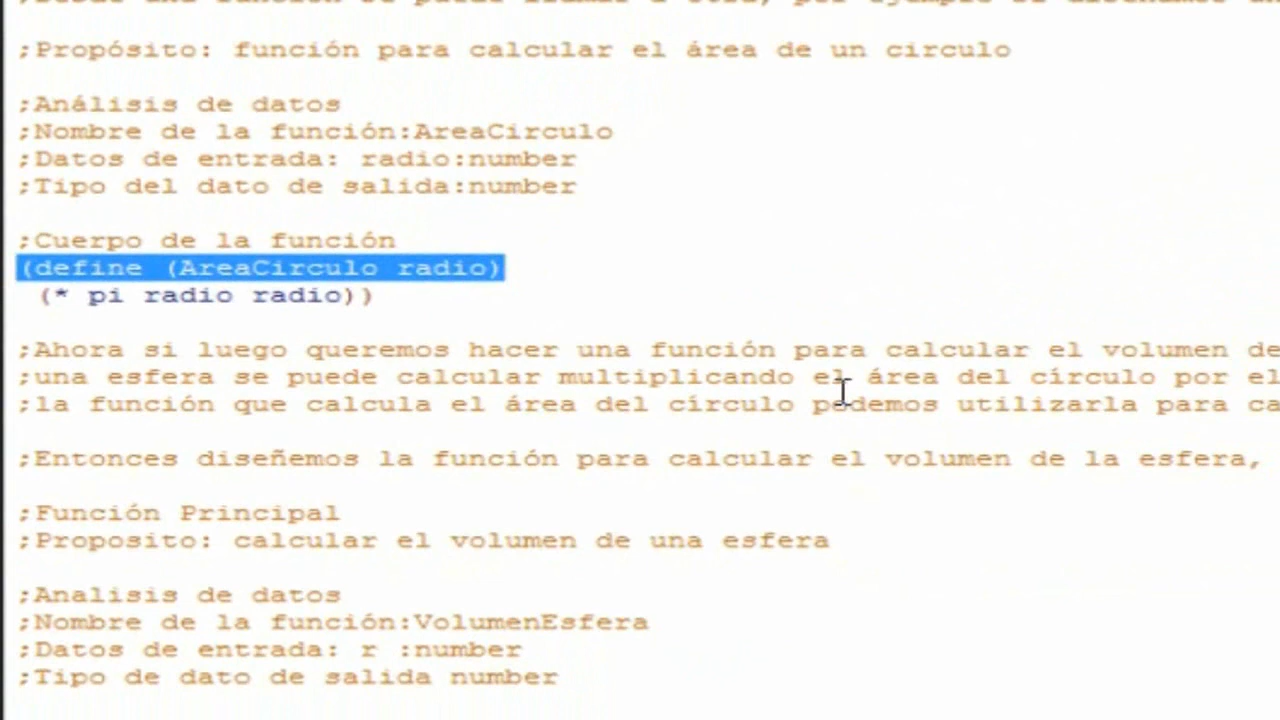 ;Propósito: función para calcular el área de un circulo
;Análisis de datos
;Nombre de la función:AreaCirculo
;Datos de entrada: radio:number
;Tipo del dato de salida:number
;Cuerpo de la función
(define (AreaCirculo radio)
(* pi radio radio))
;Ahora si luego queremos hacer una función para calcular el volumen de
;una esfera se puede calcular multiplicando el área del círculo por el
;la función que calcula el área del círculo podemos utilizarla para ca
;Entonces diseñemos la función para calcular el volumen de la esfera,
;Función Principal
;Proposito: calcular el volumen de una esfera
;Analisis de datos
;Nombre de la función:VolumenEsfera
;Datos de entrada: r :number
;Tipo de dato de salida number